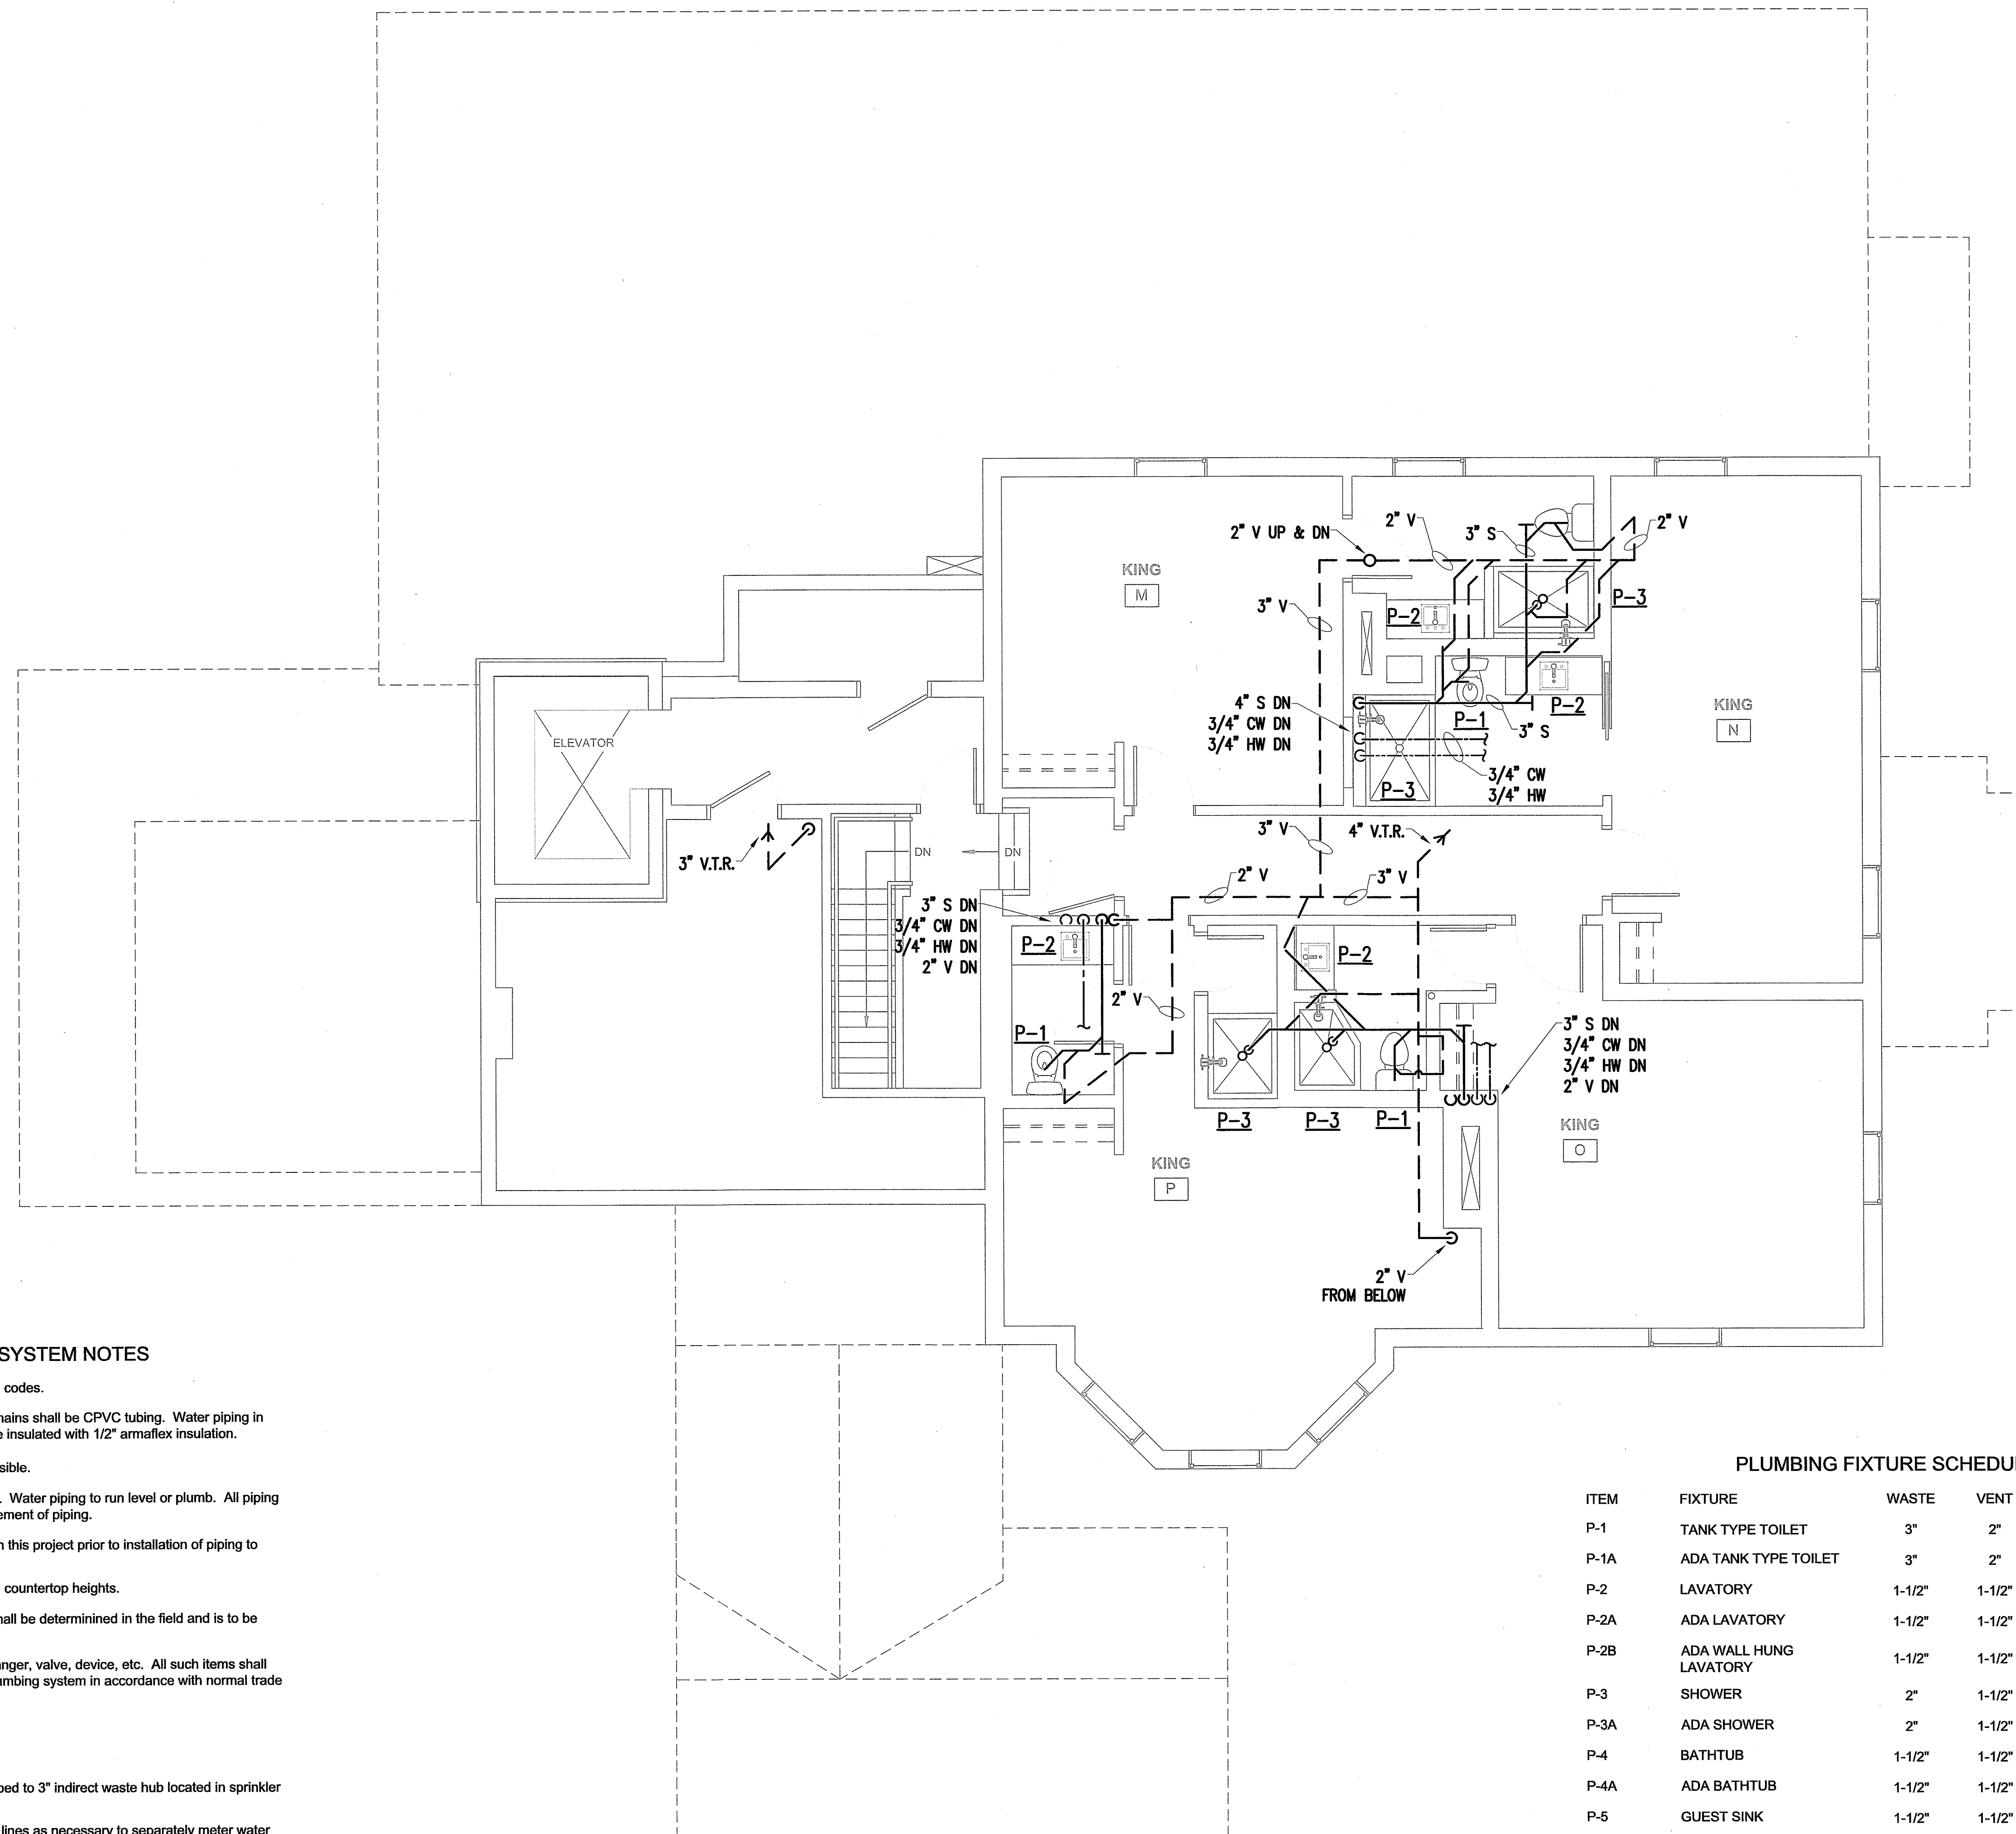 2" V UP & DN
2" V
3" S
2" V
KING
M
3" V
P-2
P-3
4" S DN
3/4" CW DN
3/4" HW DN
P-1
P-2
3" S
KING
N
3/4" CW
3/4" HW
P-3
ELEVATOR
3" V.T.R.
DN
DN
3" V
4" V.T.R.
2" V
3" V
3" S DN
3/4" CW DN
3/4" HW DN
2" V DN
P-2
P-2
2" V
P-1
3" S DN
3/4" CW DN
3/4" HW DN
2" V DN
P-3
P-3
P-1
KING
P
KING
O
2" V
FROM BELOW
SYSTEM NOTES
codes.
nains shall be CPVC tubing. Water piping in
e insulated with 1/2" armaflex insulation.
sible.
. Water piping to run level or plumb. All piping
ement of piping.
n this project prior to installation of piping to
countertop heights.
hall be determinined in the field and is to be
anger, valve, device, etc. All such items shall
umbing system in accordance with normal trade
ped to 3" indirect waste hub located in sprinkler
lines as necessary to separately meter water
PLUMBING FIXTURE SCHEDU
ITEM FIXTURE WASTE VENT
P-1 TANK TYPE TOILET 3" 2"
P-1A ADA TANK TYPE TOILET 3" 2"
P-2 LAVATORY 1-1/2" 1-1/2"
P-2A ADA LAVATORY 1-1/2" 1-1/2"
P-2B ADA WALL HUNG 1-1/2" 1-1/2"
LAVATORY
P-3 SHOWER 2" 1-1/2"
P-3A ADA SHOWER 2" 1-1/2"
P-4 BATHTUB 1-1/2" 1-1/2"
P-4A ADA BATHTUB 1-1/2" 1-1/2"
P-5 GUEST SINK 1-1/2" 1-1/2"